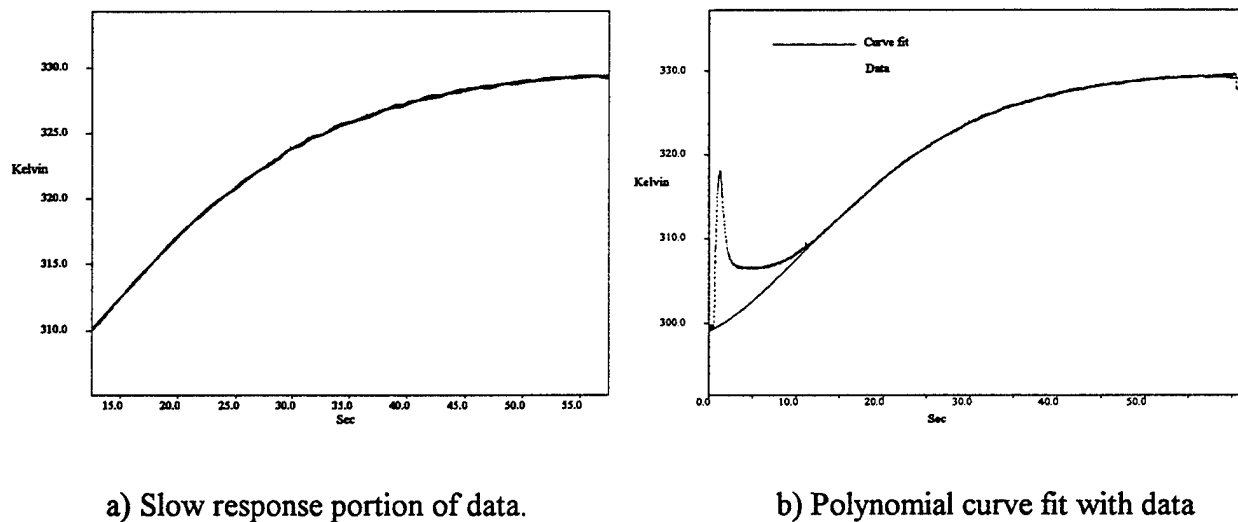 330.0
325.0
Kelvin
320.0
315.0
310.0
15.0 20.0 25.0 30.0 35.0 40.0 45.0 50.0 55.0
Sec
Curve fit
Data
330.0
320.0
Kelvin
310.0
300.0
0.0 10.0 20.0 30.0 40.0 50.0
Sec
a) Slow response portion of data.
b) Polynomial curve fit with data